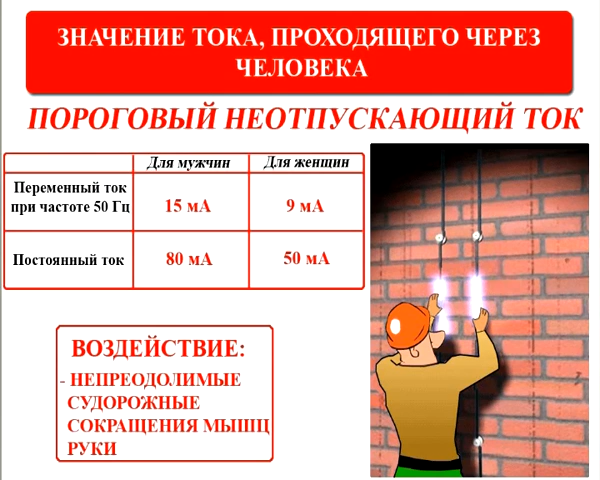 ЗНАЧЕНИЕ ТОКА, ПРОХОДЯЩЕГО ЧЕРЕЗ
ЧЕЛОВЕКА
ПОРОГОВЫЙ НЕОТПУСКАЮЩИЙ ТОК
Для мужчин Для женщин
Переменный ток
при частоте 50 Гц 15 мА 9 мА
Постоянный ток 80 мА 50 мА
ВОЗДЕЙСТВИЕ:
- НЕПРЕОДОЛИМЫЕ
СУДОРОЖНЫЕ
СОКРАЩЕНИЯ МЫШЦ
РУКИ